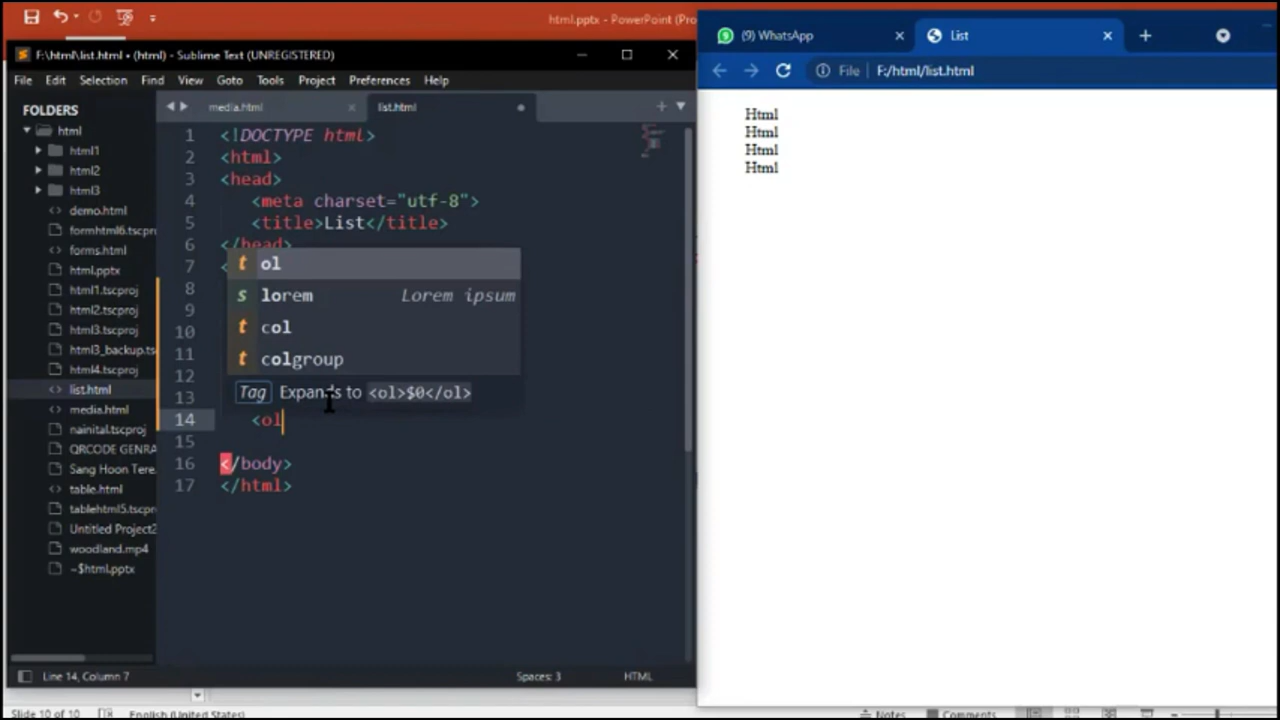 html.pptx - PowerPoint (Pro
F:\html\list.html • (html) - Sublime Text (UNREGISTERED)
File Edit Selection Find View Goto Tools Project Preferences Help
FOLDERS
html
html1
html2
html3
demo.html
formhtml6.tscpr
forms.html
html.pptx
html1.tscproj
html2.tscproj
html3.tscproj
html3_backup.ts
html4.tscproj
list.html
media.html
nainital.tscproj
QRCODE GENRA
Sang Hoon Tere
table.html
tablehtml5.tscpr
Untitled Project2
woodland.mp4
~$html.pptx
media.html list.html
1 <!DOCTYPE html>
2 <html>
3 <head>
4 <meta charset="utf-8">
5 <title>List</title>
6 </head>
7 <
8
9
10
11
12
13
14 <ol
15
16 </body>
17 </html>
t ol
s lorem Lorem ipsum
t col
t colgroup
Tag Expands to <ol>$0</ol>
Line 14, Column 7 Spaces: 3 HTML
(9) WhatsApp List
File F:/html/list.html
Html
Html
Html
Html
Slide 10 of 10 English (United States) Notes Comments